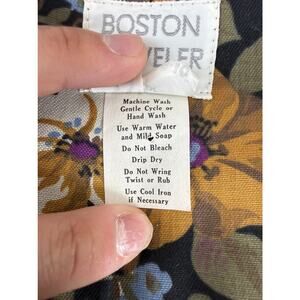 BOSTON
VELER
Machine Wash
Gentle Cycle or
Hand Wash
Use Warm Water
and Mild Soap
Do Not Bleach
Drip Dry
Do Not Wring
Twist or Rub
Use Cool Iron
if Necessary